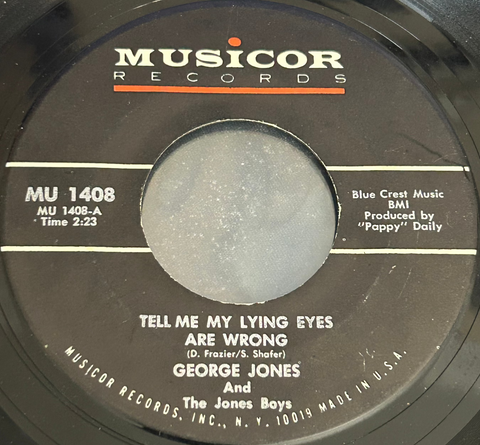 MUSICOR
RECORDS
MU 1408
MU 1408-A
Time 2:23
Blue Crest Music
BMI
Produced by
"Pappy" Daily
TELL ME MY LYING EYES
ARE WRONG
(D. Frazier/S. Shafer)
GEORGE JONES
And
The Jones Boys
MUSICOR RECORDS, INC., N. Y. 10019 MADE IN U.S.A.